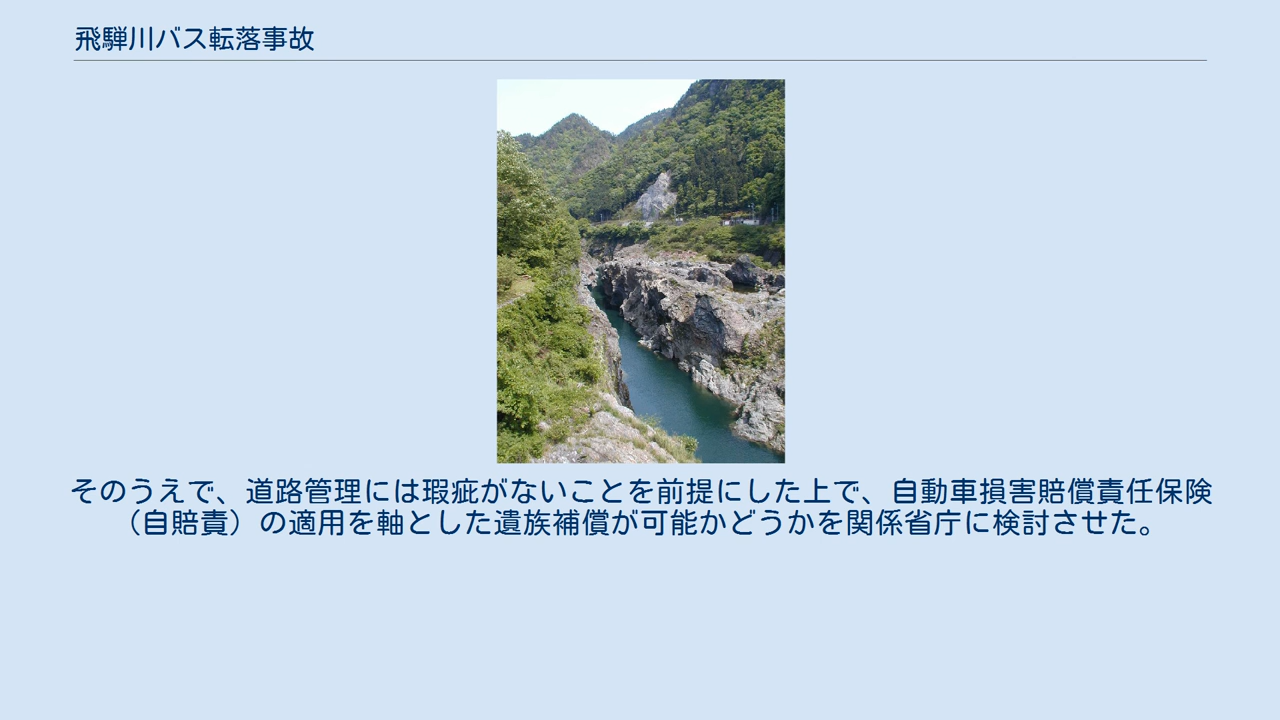 飛騨川バス転落事故
そのうえで、道路管理には瑕疵がないことを前提にした上で、自動車損害賠償責任保険
（自賠責）の適用を軸とした遺族補償が可能かどうかを関係省庁に検討させた。